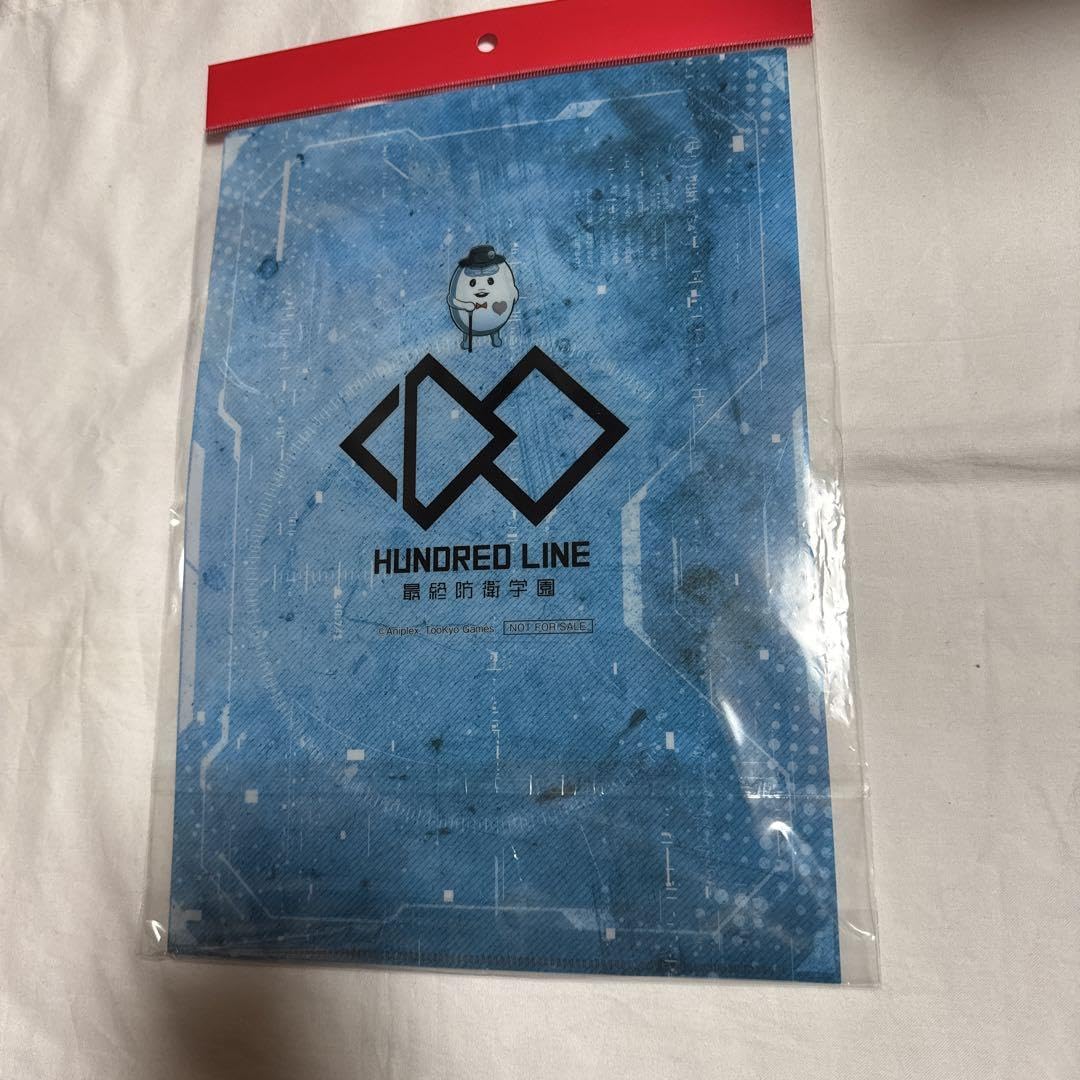 HUNDRED LINE
最終防衛学園
©Aniplex, TooKyo Games NOT FOR SALE